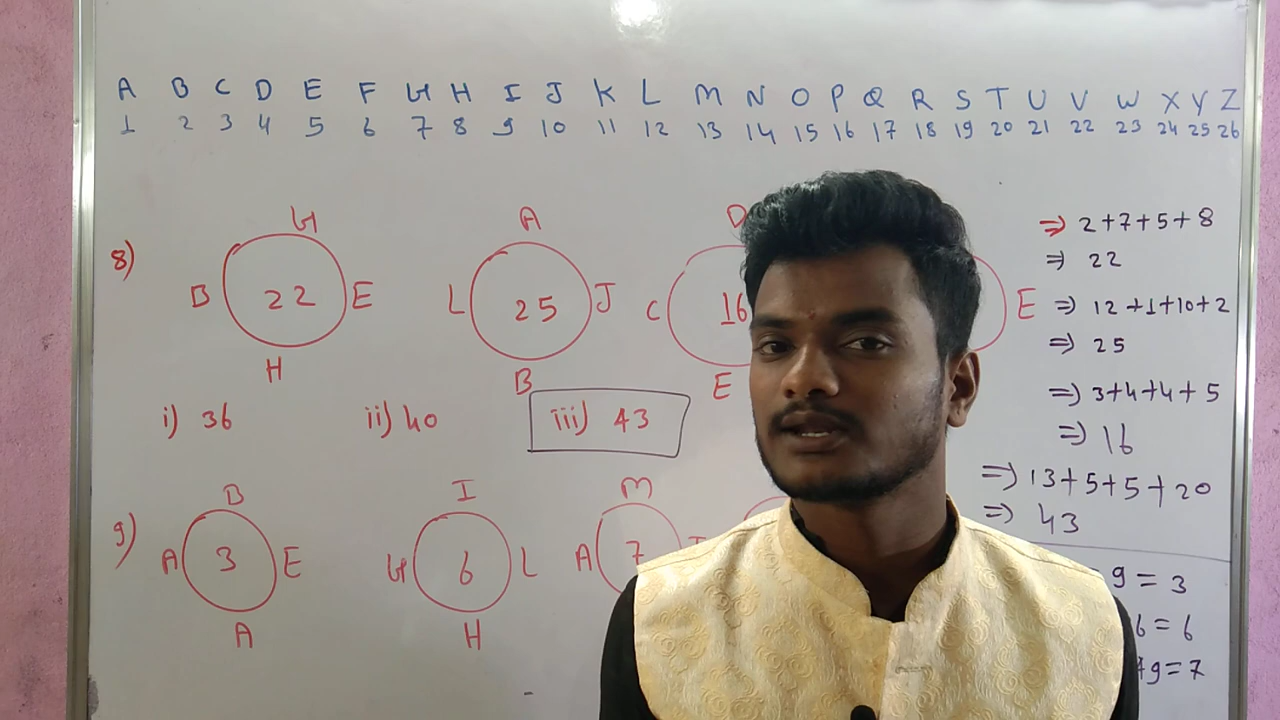 A B C D E F G H I J K L M N O P Q R S T U V W X Y Z
1 2 3 4 5 6 7 8 9 10 11 12 13 14 15 16 17 18 19 20 21 22 23 24 25 26
8)
G
B 22 E
H
A
L 25 J
B
D
C 16
E
E
i) 36 ii) 40 iii) 43
9)
B
A 3 E
A
I
G 6 L
H
M
A 7
⇒ 2+7+5+8
⇒ 22
⇒ 12+1+10+2
⇒ 25
⇒ 3+4+4+5
⇒ 16
⇒ 13+5+5+20
⇒ 43
9 = 3
6 = 6
49 = 7